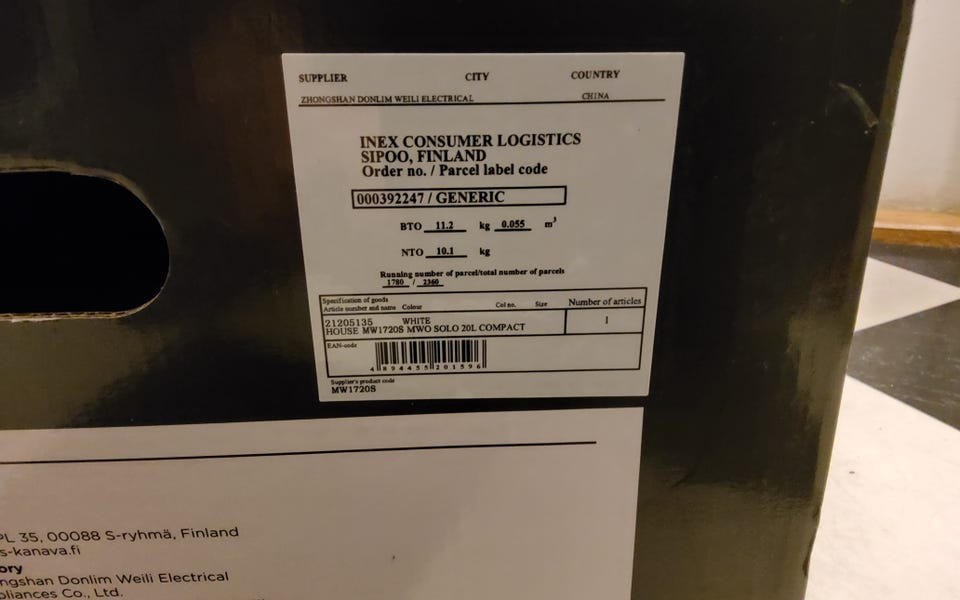 SUPPLIER CITY COUNTRY
ZHONGSHAN DONLIM WEILI ELECTRICAL CHINA
INEX CONSUMER LOGISTICS
SIPOO, FINLAND
Order no. / Parcel label code
000392247 / GENERIC
BTO 11.2 kg 0.055 m³
NTO 10.1 kg
Running number of parcel/total number of parcels
1780 / 2360
Specification of goods
Article number and name Colour Col no. Size Number of articles
21205135 WHITE 1
HOUSE MW1720S MWO SOLO 20L COMPACT
EAN-code
4 894455 201596
Supplier's product code
MW1720S
PL 35, 00088 S-ryhmä, Finland
s-kanava.fi
ory
ngshan Donlim Weili Electrical
pliances Co., Ltd.